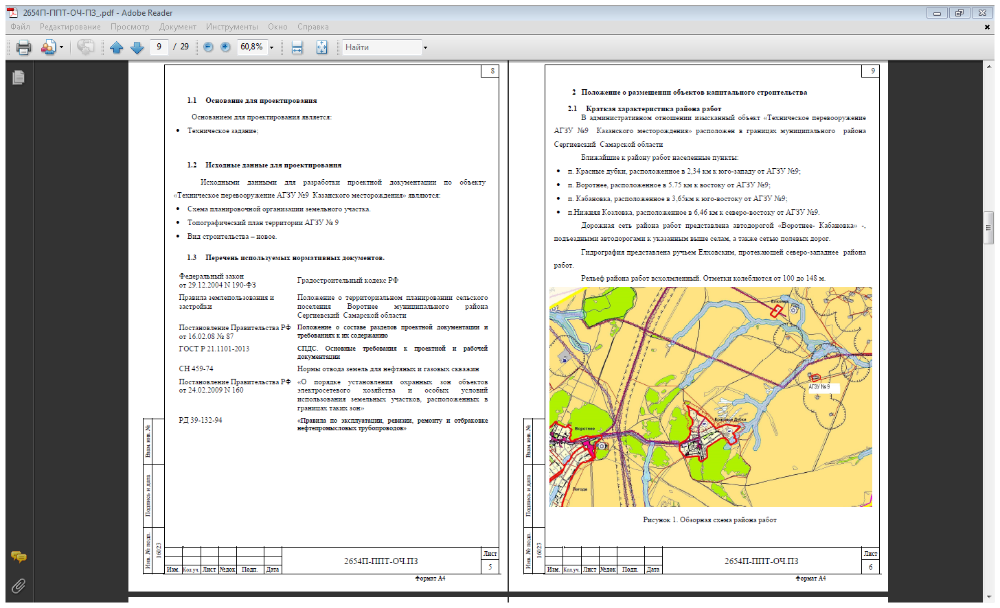 2654П-ППТ-ОЧ-ПЗ_.pdf - Adobe Reader
Файл Редактирование Просмотр Документ Инструменты Окно Справка
9 / 29 60,8% Найти
8
1.1 Основание для проектирования
Основанием для проектирования является:
• Техническое задание;
1.2 Исходные данные для проектирования
Исходными данными для разработки проектной документации по объекту
«Техническое перевооружение АГЗУ №9 Казанского месторождения» являются:
• Схема планировочной организации земельного участка.
• Топографический план территории АГЗУ № 9
• Вид строительства – новое.
1.3 Перечень используемых нормативных документов.
Федеральный закон
от 29.12.2004 N 190-ФЗ
Градостроительный кодекс РФ
Правила землепользования и
застройки
Положение о территориальном планировании сельского
поселения Воротнее муниципального района
Сергиевский Самарской области
Постановление Правительства РФ
от 16.02.08 № 87
Положение о составе разделов проектной документации и
требованиях к их содержанию
ГОСТ Р 21.1101-2013
СПДС. Основные требования к проектной и рабочей
документации
СН 459-74
Нормы отвода земель для нефтяных и газовых скважин
Постановление Правительства РФ
от 24.02.2009 N 160
«О порядке установления охранных зон объектов
электросетевого хозяйства и особых условий
использования земельных участков, расположенных в
границах таких зон»
РД 39-132-94
«Правила по эксплуатации, ревизии, ремонту и отбраковке
нефтепромысловых трубопроводов»
Взам. инв. №
Подпись и дата
Инв. № подл.
16023
Изм. Кол.уч. Лист №док Подп. Дата
2654П-ППТ-ОЧ.ПЗ
Лист
5
Формат А4
9
2 Положение о размещении объектов капитального строительства
2.1 Краткая характеристика района работ
В административном отношении изысканный объект «Техническое перевооружение
АГЗУ №9 Казанского месторождения» расположен в границах муниципального района
Сергиевский Самарской области
Ближайшие к району работ населенные пункты:
• п. Красные дубки, расположенное в 2,34 км к юго-западу от АГЗУ №9;
• п. Воротнее, расположенное в 5.75 км к востоку от АГЗУ №9;
• п. Кабановка, расположенное в 3,65км к юго-востоку от АГЗУ №9;
• п.Нижняя Козловка, расположенное в 6,46 км к северо-востоку от АГЗУ №9.
Дорожная сеть района работ представлена автодорогой «Воротнее- Кабановка» -,
подъездными автодорогами к указанным выше селам, а также сетью полевых дорог.
Гидрография представлена ручьем Елховским, протекающей северо-западнее района
работ.
Рельеф района работ всхолмленный. Отметки колеблются от 100 до 148 м.
Елховка
АГЗУ № 9
Красные Дубки
Воротнее
Лагода
Рисунок 1. Обзорная схема района работ
Взам. инв. №
Подпись и дата
Инв. № подл.
16023
Изм. Кол.уч. Лист №док Подп. Дата
2654П-ППТ-ОЧ.ПЗ
Лист
6
Формат А4